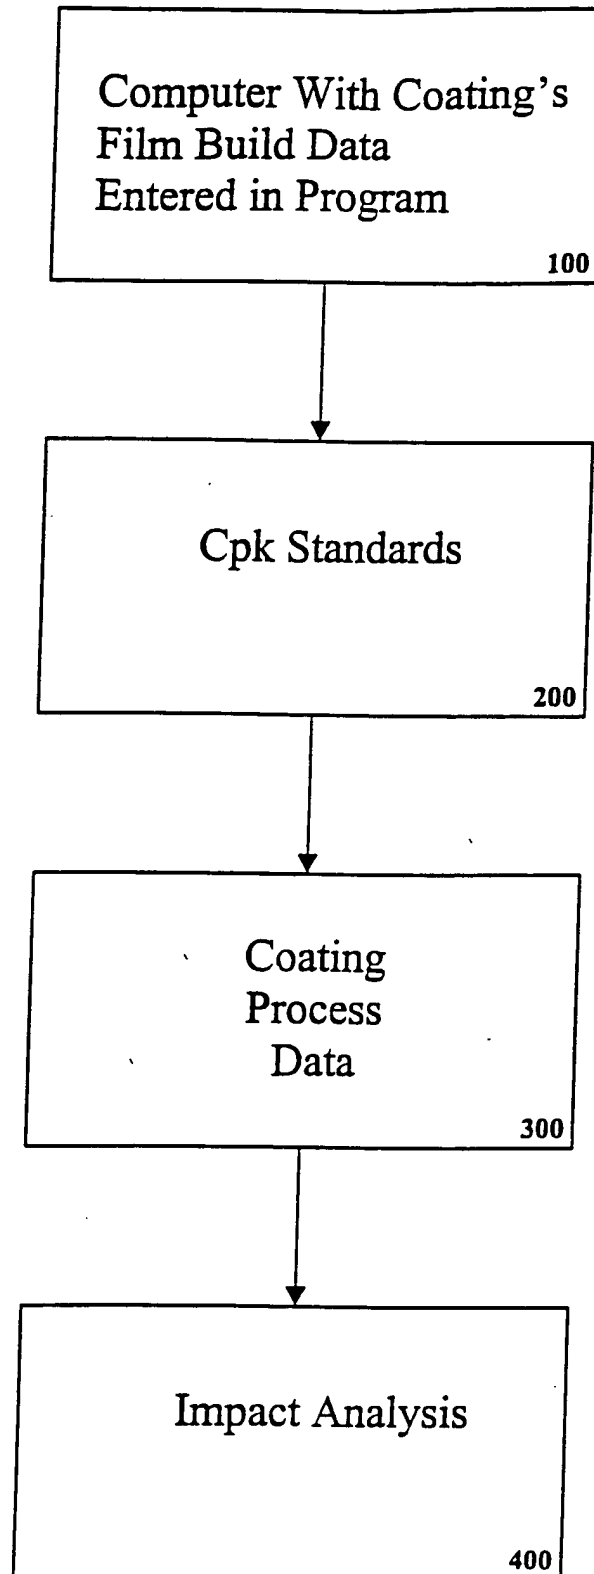 Computer With Coating's
Film Build Data
Entered in Program
100
Cpk Standards
200
Coating
Process
Data
300
Impact Analysis
400